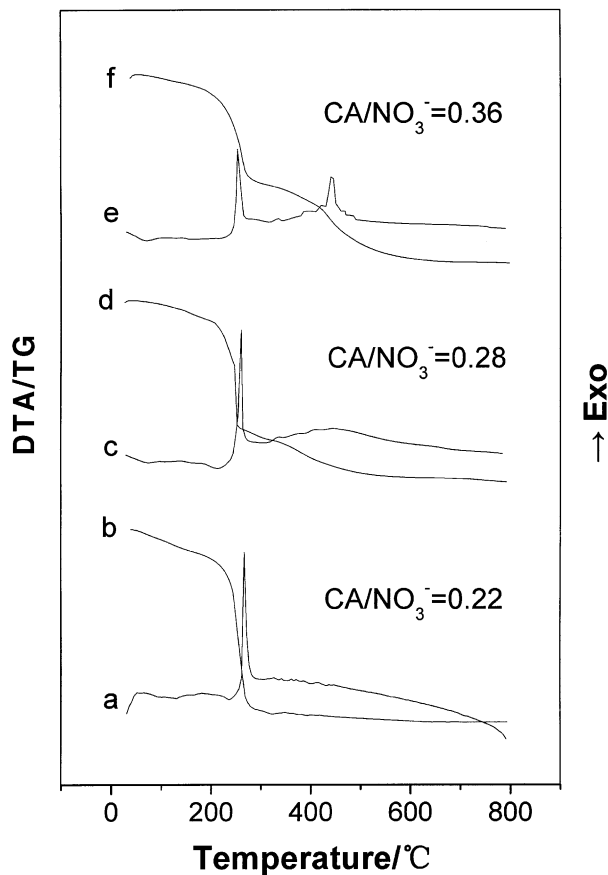 f
CA/NO₃⁻=0.36
e
d
CA/NO₃⁻=0.28
c
b
CA/NO₃⁻=0.22
a
DTA/TG
→ Exo
0 200 400 600 800
Temperature/℃